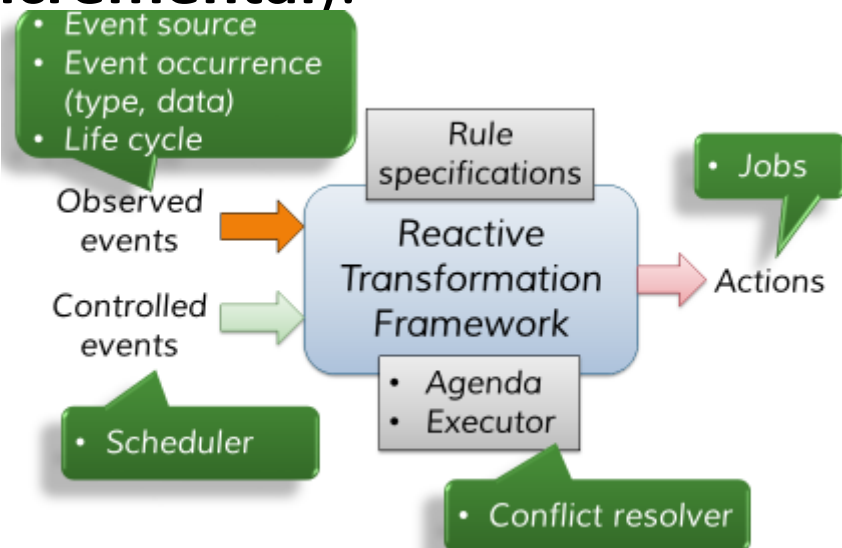 cremental).
• Event source
• Event occurrence
(type, data)
• Life cycle
Rule
specifications
• Jobs
Observed
events
Reactive
Transformation
Framework
Actions
Controlled
events
• Agenda
• Executor
• Scheduler
• Conflict resolver